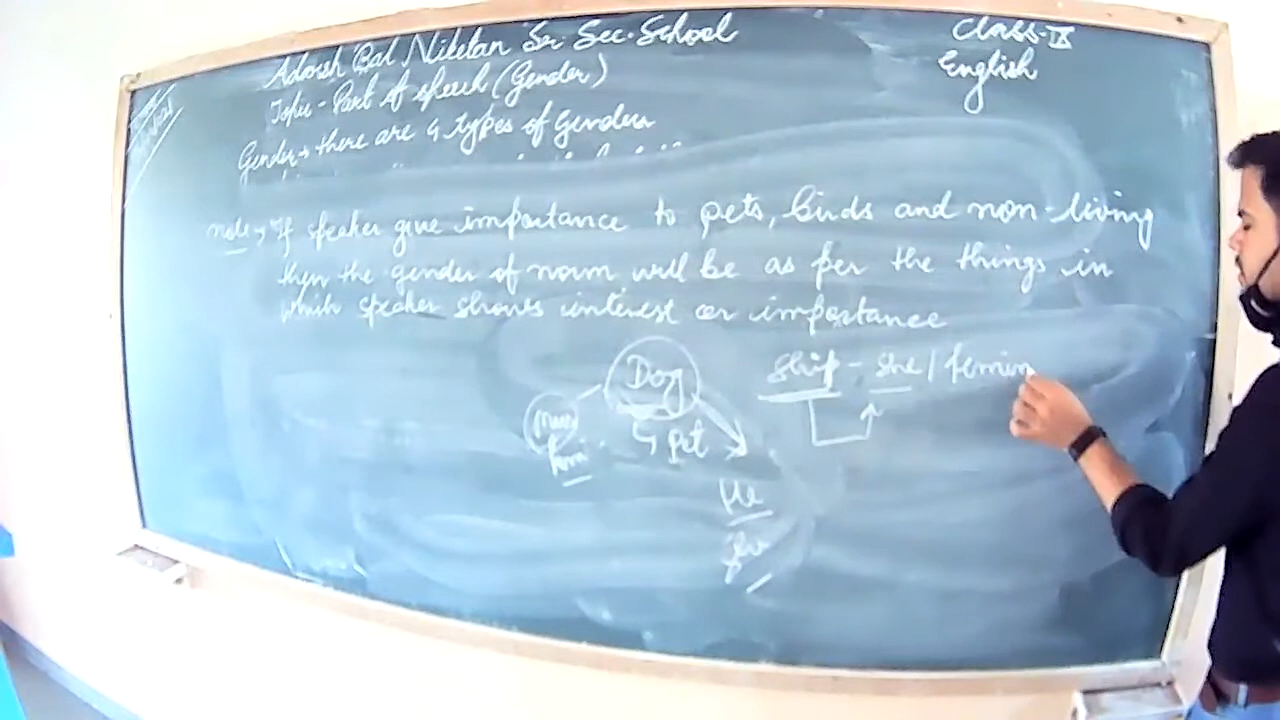 Adarsh Bal Niketan Sr. Sec. School
Class-IX
English
Topic - Part of speech (Gender)
Gender → there are 4 types of Genders
note → If speaker give importance to pets, birds and non-living
then the gender of noun will be as per the things in
which speaker shows interest or importance
Dog
Ship - she / femin
↳ Pet
He